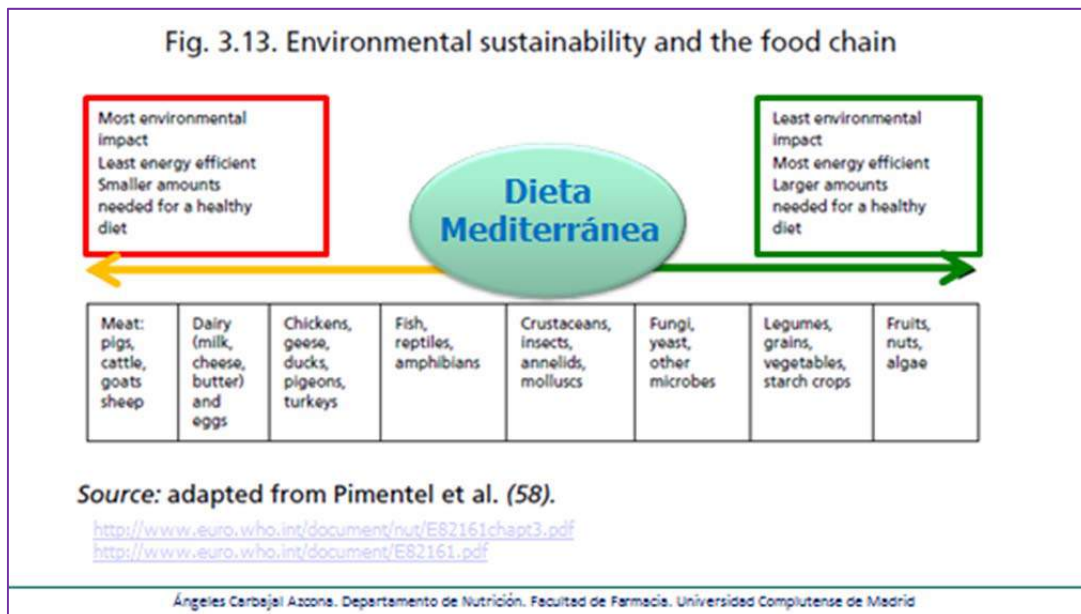 Fig. 3.13. Environmental sustainability and the food chain
Most environmental
impact
Least energy efficient
Smaller amounts
needed for a healthy
diet
Dieta
Mediterránea
Least environmental
impact
Most energy efficient
Larger amounts
needed for a healthy
diet
Meat:
pigs,
cattle,
goats
sheep
Dairy
(milk,
cheese,
butter)
and
eggs
Chickens,
geese,
ducks,
pigeons,
turkeys
Fish,
reptiles,
amphibians
Crustaceans,
insects,
annelids,
molluscs
Fungi,
yeast,
other
microbes
Legumes,
grains,
vegetables,
starch crops
Fruits,
nuts,
algae
Source: adapted from Pimentel et al. (58).
http://www.euro.who.int/document/nut/E82161chapt3.pdf
http://www.euro.who.int/document/E82161.pdf
Ángeles Carbajal Azcona. Departamento de Nutrición. Facultad de Farmacia. Universidad Complutense de Madrid